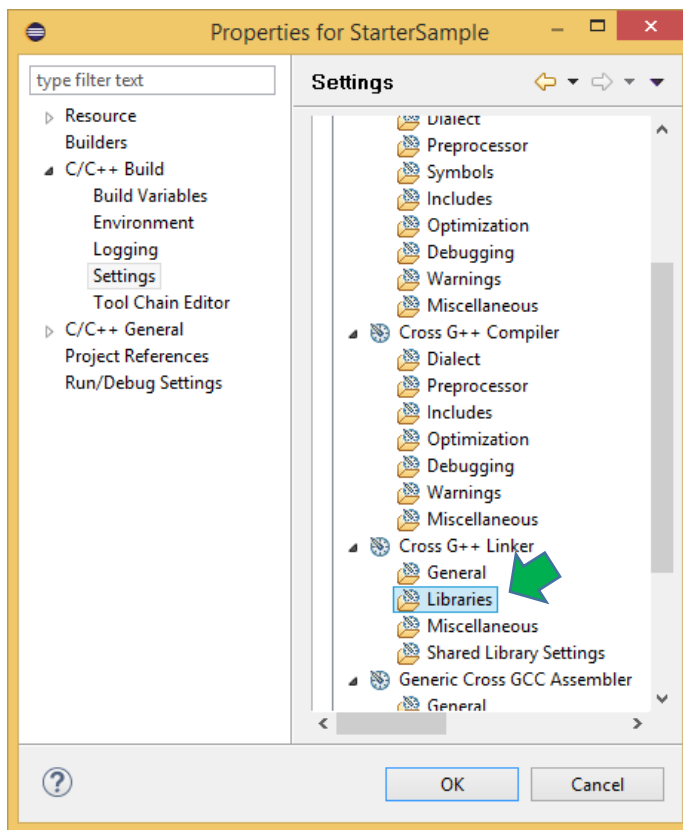 Properties for StarterSample
type filter text
Resource
Builders
C/C++ Build
Build Variables
Environment
Logging
Settings
Tool Chain Editor
C/C++ General
Project References
Run/Debug Settings
Settings
Dialect
Preprocessor
Symbols
Includes
Optimization
Debugging
Warnings
Miscellaneous
Cross G++ Compiler
Dialect
Preprocessor
Includes
Optimization
Debugging
Warnings
Miscellaneous
Cross G++ Linker
General
Libraries
Miscellaneous
Shared Library Settings
Generic Cross GCC Assembler
General
?
OK
Cancel